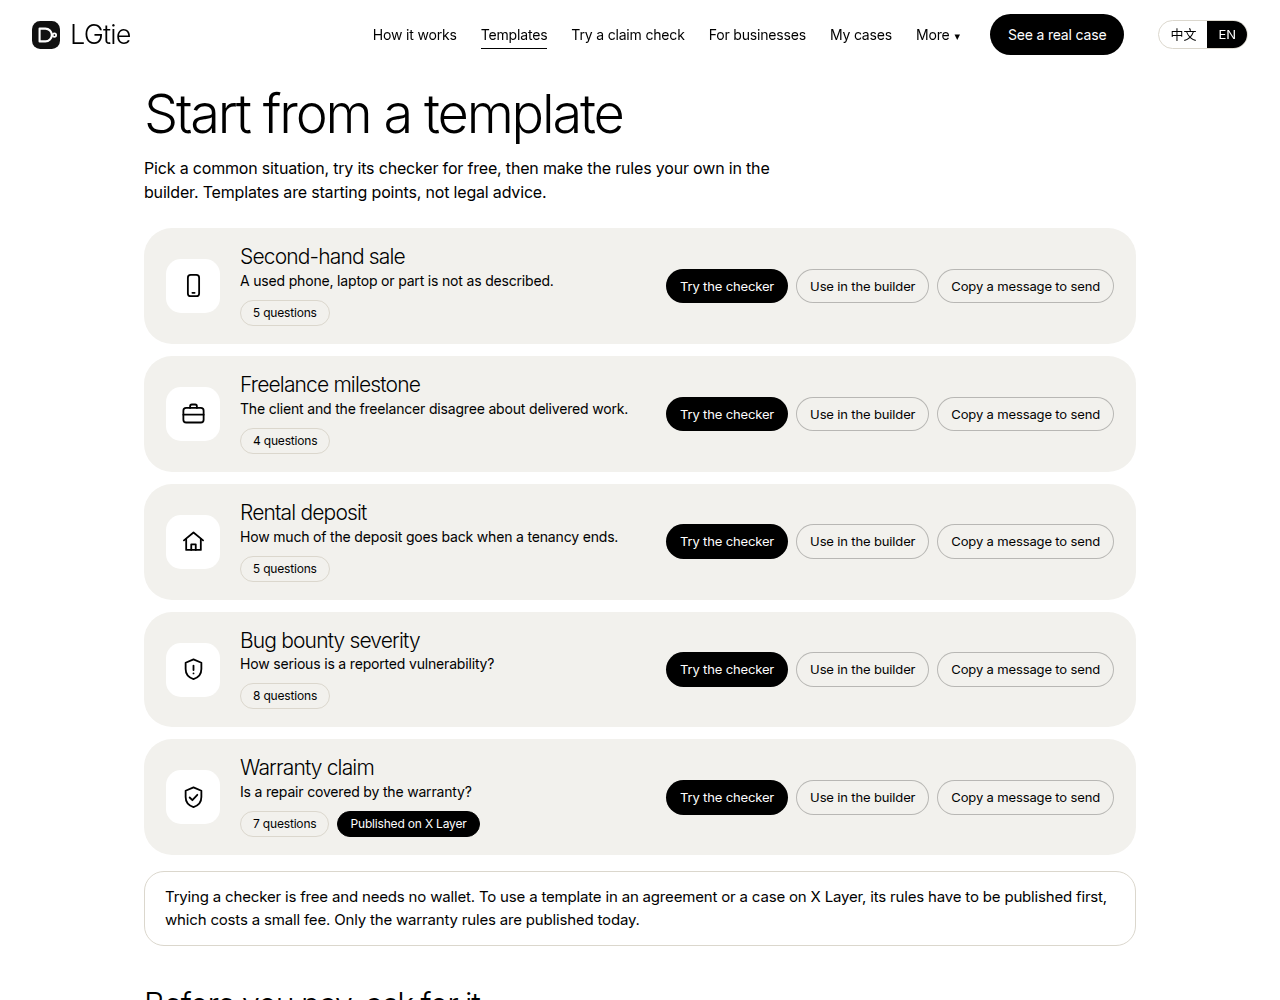 LGtie
How it works
Templates
Try a claim check
For businesses
My cases
More ▾
See a real case
中文
EN
Start from a template
Pick a common situation, try its checker for free, then make the rules your own in the
builder. Templates are starting points, not legal advice.
Second-hand sale
A used phone, laptop or part is not as described.
5 questions
Try the checker
Use in the builder
Copy a message to send
Freelance milestone
The client and the freelancer disagree about delivered work.
4 questions
Try the checker
Use in the builder
Copy a message to send
Rental deposit
How much of the deposit goes back when a tenancy ends.
5 questions
Try the checker
Use in the builder
Copy a message to send
Bug bounty severity
How serious is a reported vulnerability?
8 questions
Try the checker
Use in the builder
Copy a message to send
Warranty claim
Is a repair covered by the warranty?
7 questions
Published on X Layer
Try the checker
Use in the builder
Copy a message to send
Trying a checker is free and needs no wallet. To use a template in an agreement or a case on X Layer, its rules have to be published first,
which costs a small fee. Only the warranty rules are published today.
Before you pay, ask for it